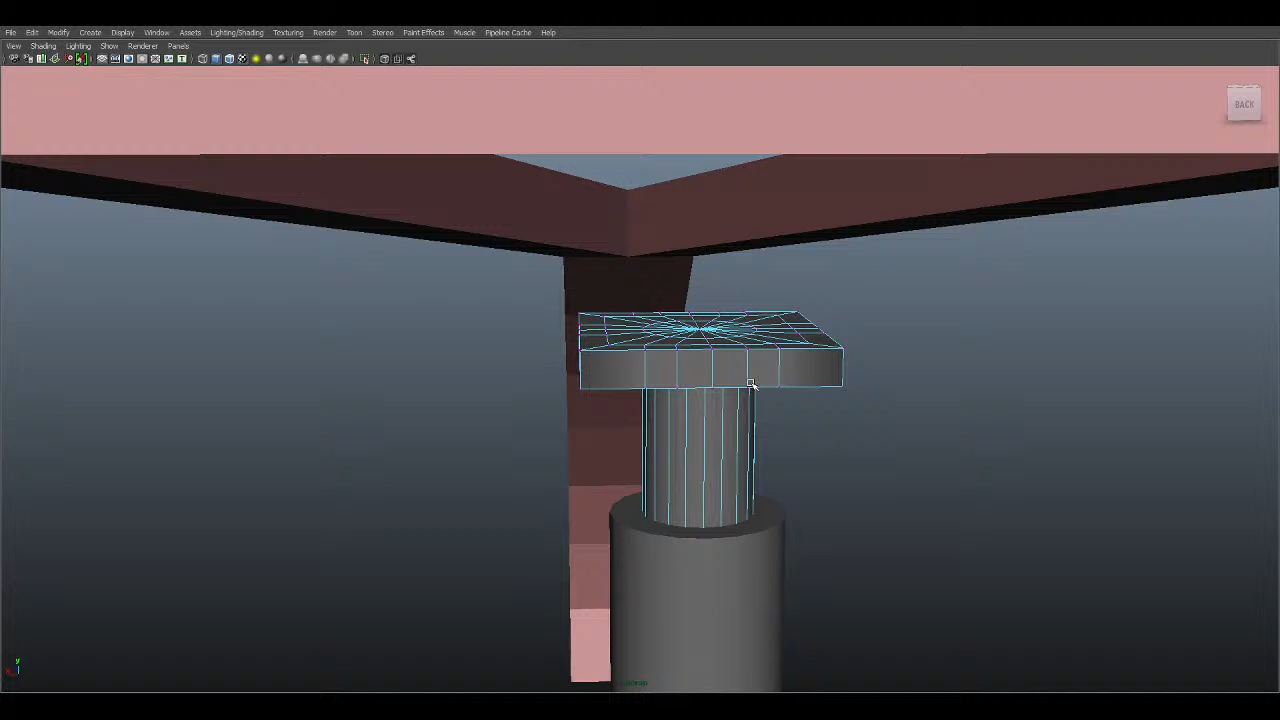 File Edit Modify Create Display Window Assets Lighting/Shading Texturing Render Toon Stereo Paint Effects Muscle Pipeline Cache Help
View Shading Lighting Show Renderer Panels
BACK
y